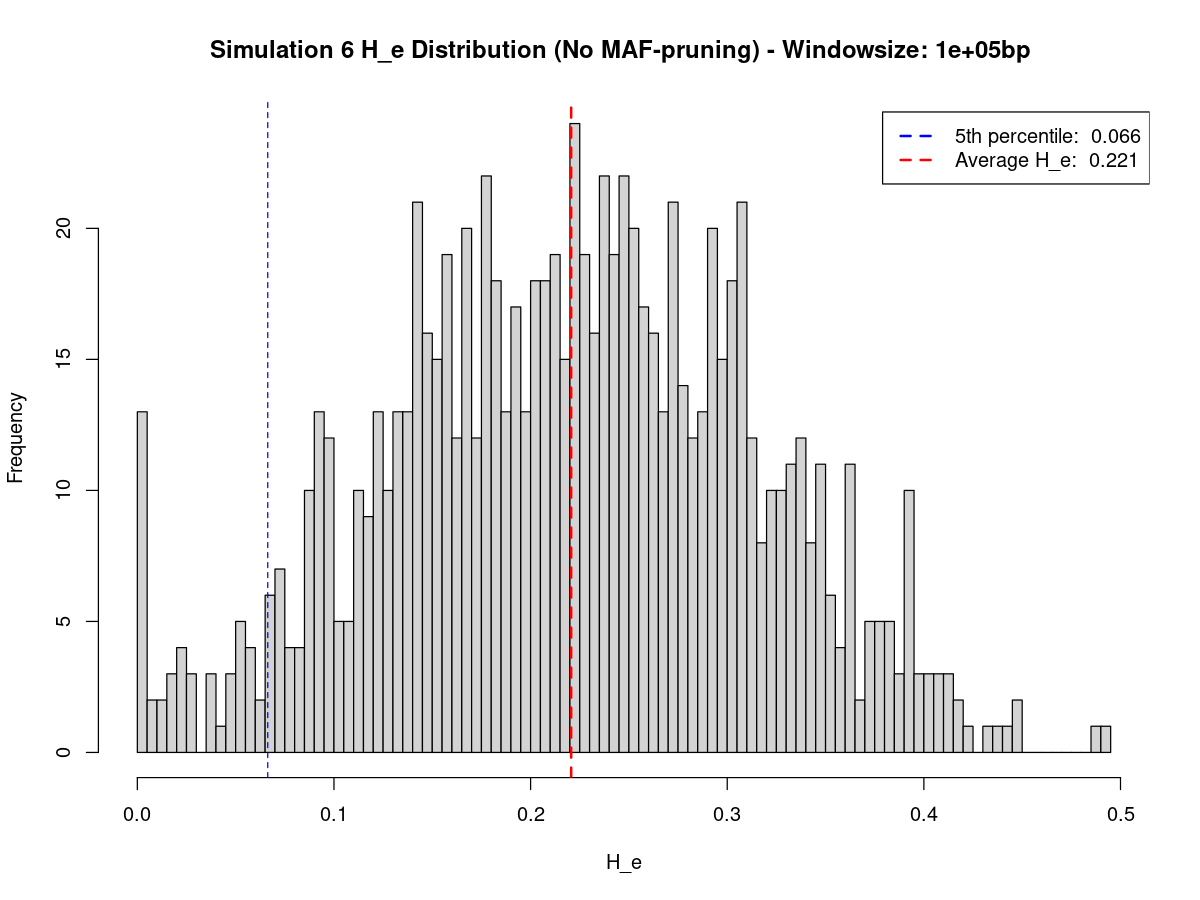 Simulation 6 H_e Distribution (No MAF-pruning) - Windowsize: 1e+05bp
5th percentile:  0.066
Average H_e:  0.221
Frequency
20
15
10
5
0
0.0 0.1 0.2 0.3 0.4 0.5
H_e